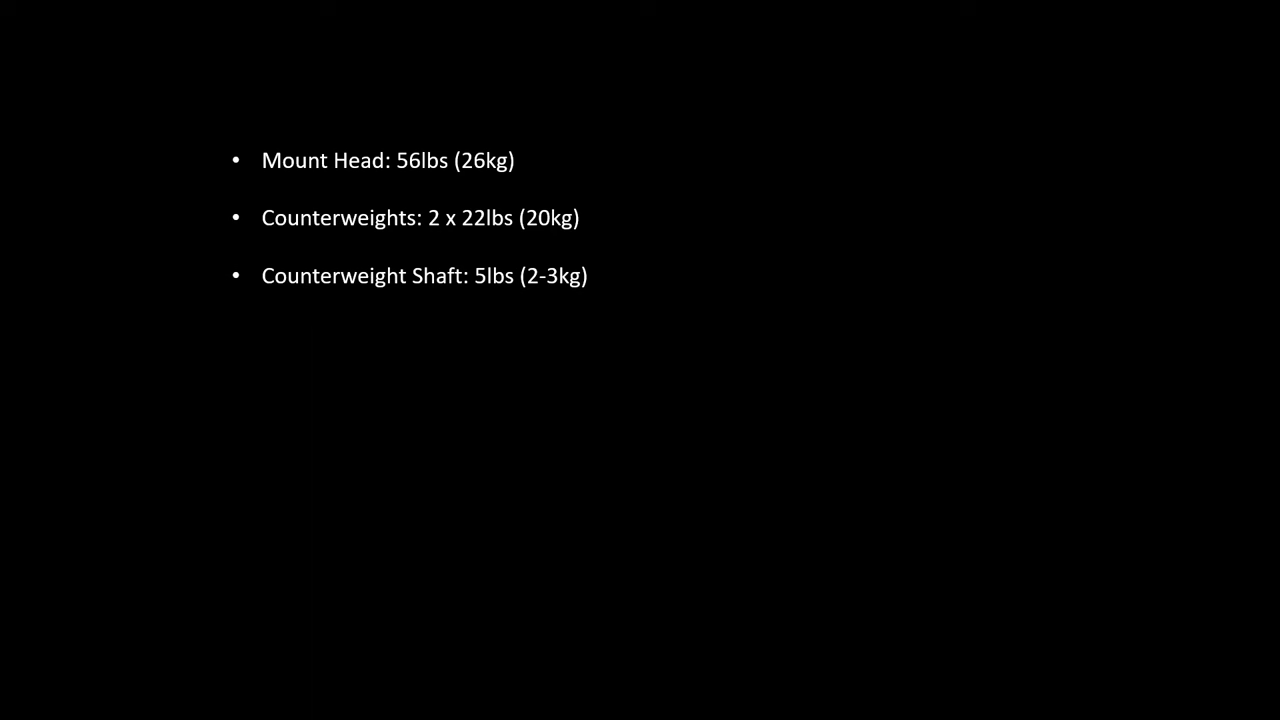 • Mount Head: 56lbs (26kg)
• Counterweights: 2 x 22lbs (20kg)
• Counterweight Shaft: 5lbs (2-3kg)